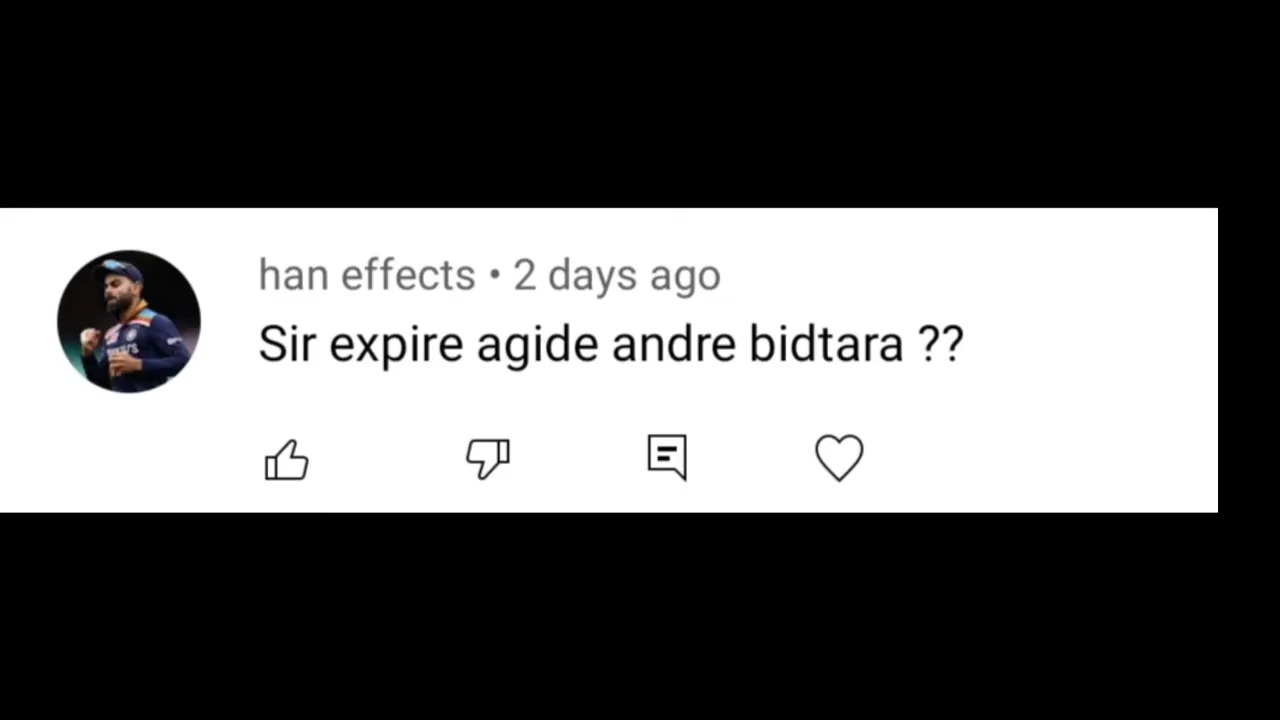 han effects • 2 days ago
Sir expire agide andre bidtara ??